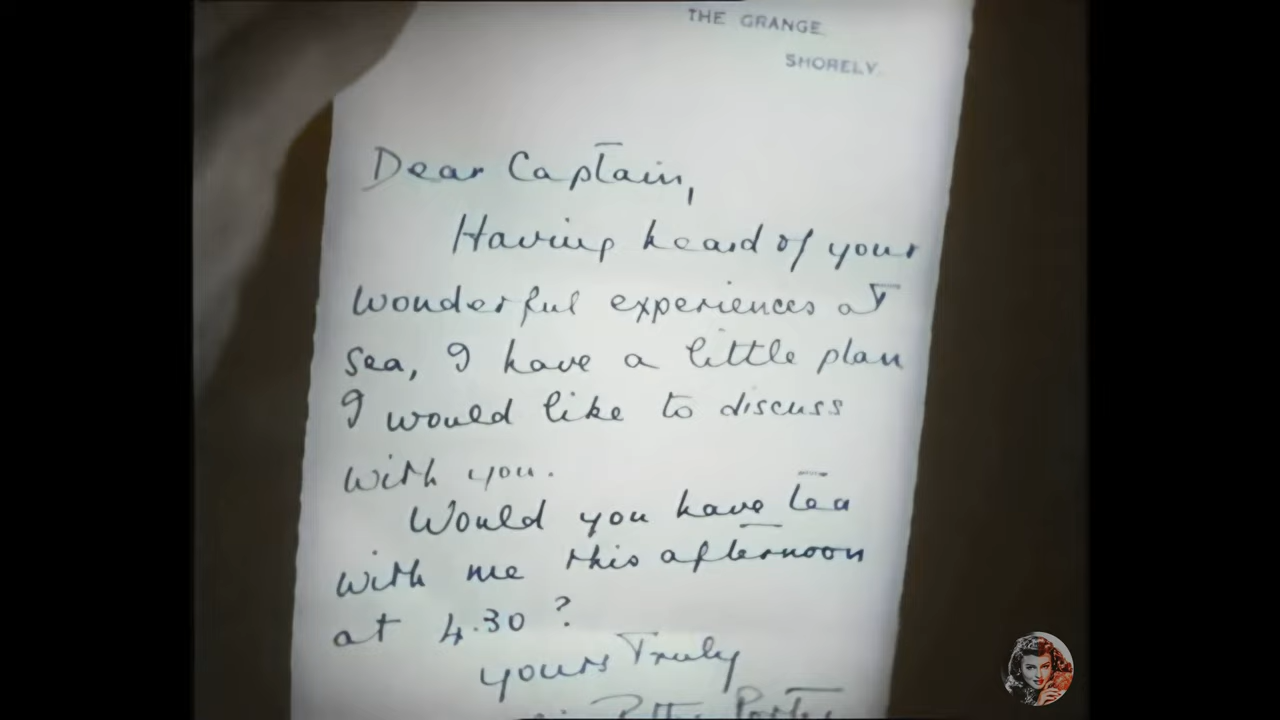 THE GRANGE
SHORELY.
Dear Captain,
Having heard of your
wonderful experiences at
sea, I have a little plan
I would like to discuss
with you.
Would you have tea
with me this afternoon
at 4.30?
yours Truly